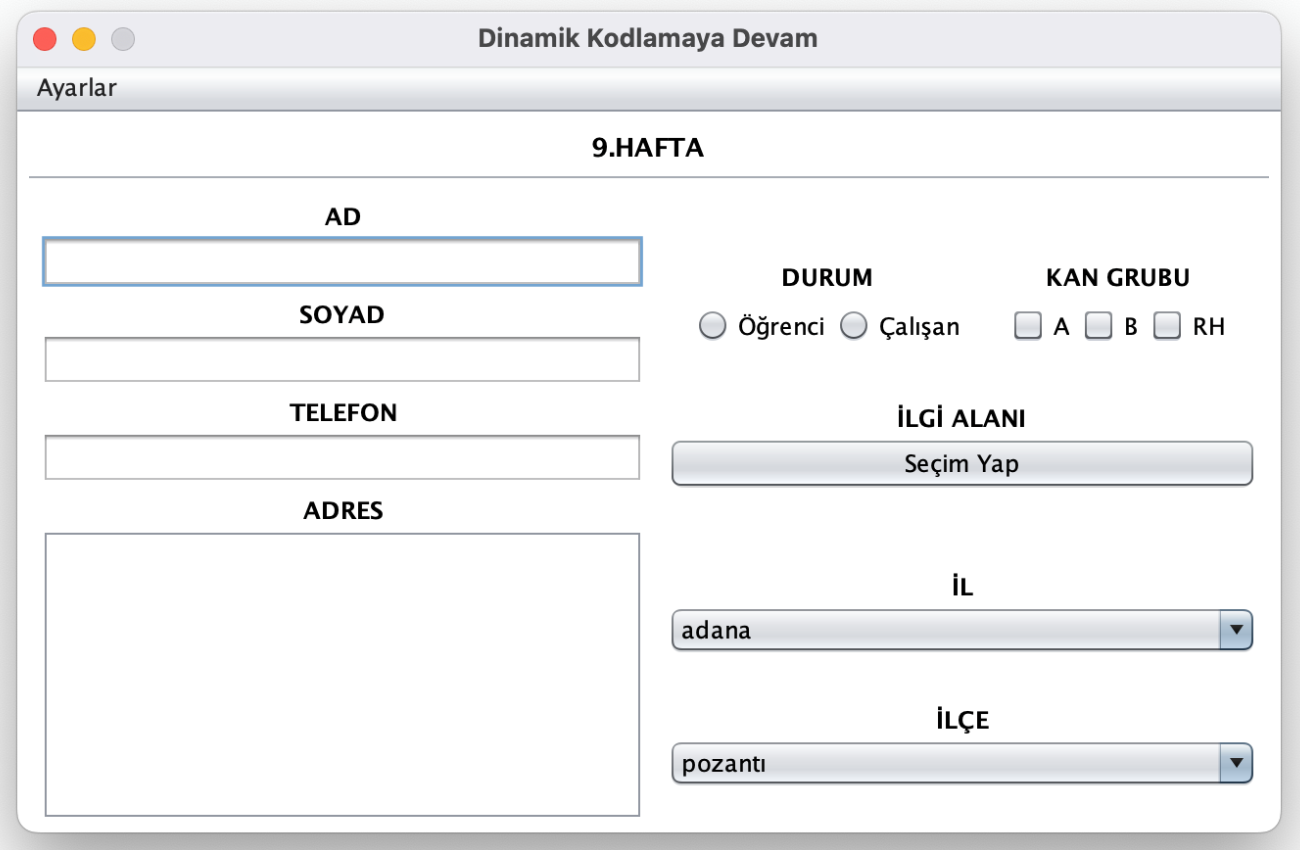 Dinamik Kodlamaya Devam
Ayarlar
9.HAFTA
AD
SOYAD
TELEFON
ADRES
DURUM
Öğrenci Çalışan
KAN GRUBU
A B RH
İLGİ ALANI
Seçim Yap
İL
adana
İLÇE
pozantı